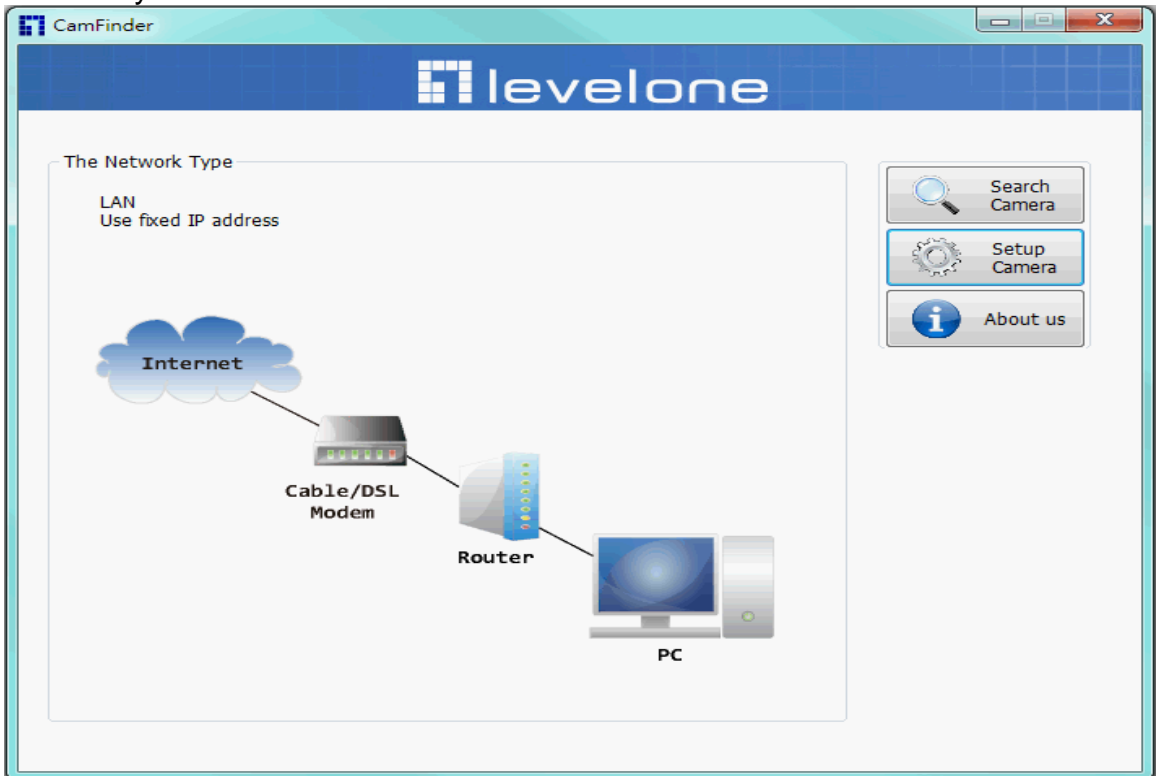 CamFinder
levelone
The Network Type
LAN
Use fixed IP address
Search
Camera
Setup
Camera
About us
Internet
Cable/DSL
Modem
Router
PC